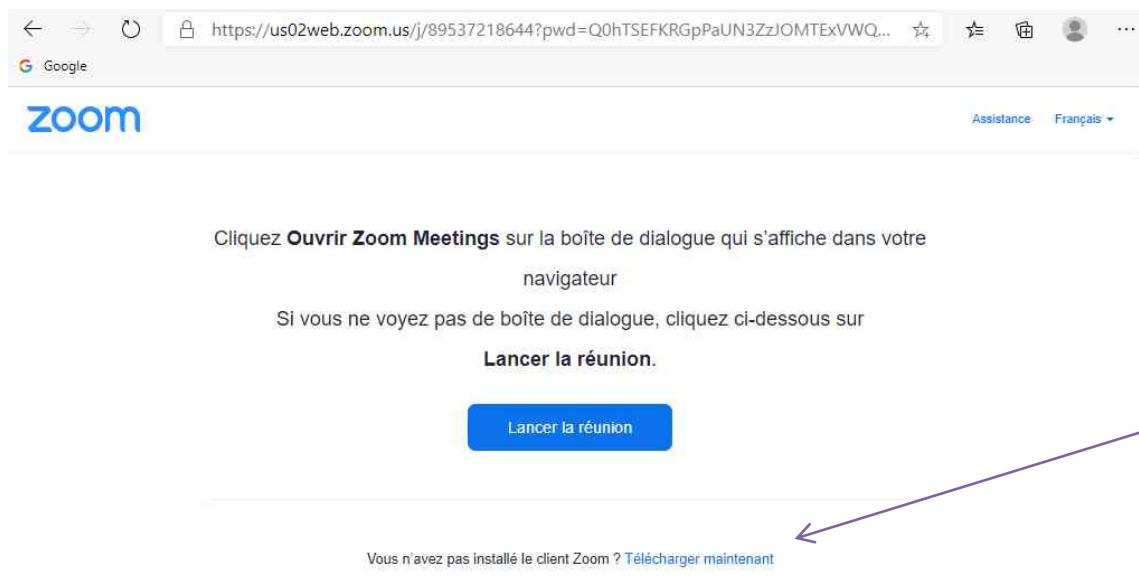 https://us02web.zoom.us/j/89537218644?pwd=Q0hTSEFKRGpPaUN3ZzJOMTExVWQ...
Google
zoom
Assistance Français
Cliquez Ouvrir Zoom Meetings sur la boîte de dialogue qui s'affiche dans votre
navigateur
Si vous ne voyez pas de boîte de dialogue, cliquez ci-dessous sur
Lancer la réunion.
Lancer la réunion
Vous n'avez pas installé le client Zoom ? Télécharger maintenant